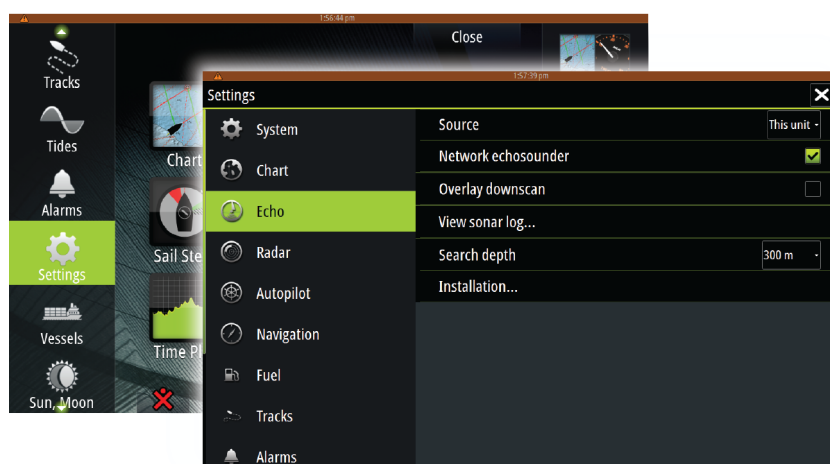 1:56:44 pm
Close
Tracks
Tides
Alarms
Settings
Vessels
Sun, Moon
Chart
Sail Ste
Time Pl
1:57:39 pm
Settings
System
Chart
Echo
Radar
Autopilot
Navigation
Fuel
Tracks
Alarms
Source This unit
Network echosounder
Overlay downscan
View sonar log...
Search depth 300 m
Installation...